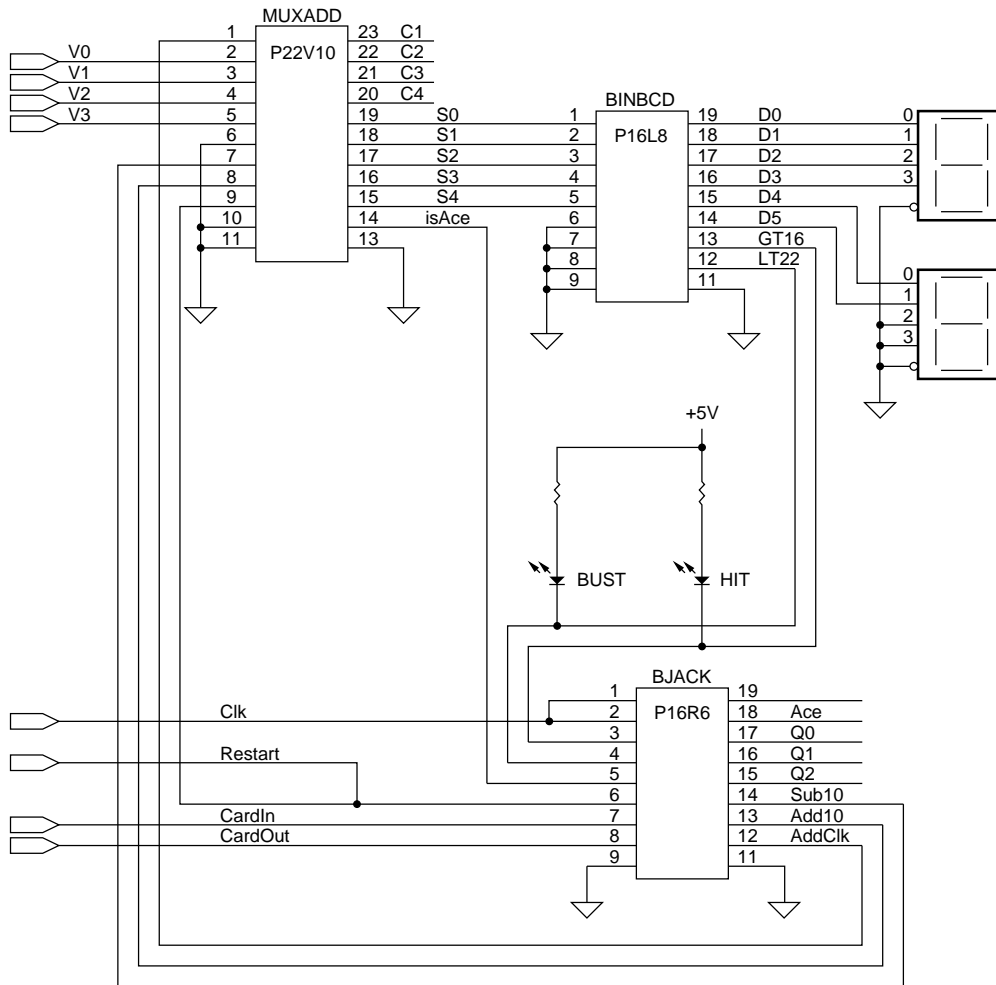 MUXADD
P22V10
1 23 C1
V0 2 22 C2
V1 3 21 C3
V2 4 20 C4
V3 5 19 S0
6 18 S1
7 17 S2
8 16 S3
9 15 S4
10 14 isAce
11 13
BINBCD
P16L8
1 19 D0 0
2 18 D1 1
3 17 D2 2
4 16 D3 3
5 15 D4
6 14 D5
7 13 GT16
8 12 LT22
9 11
0
1
2
3
+5V
BUST HIT
BJACK
P16R6
1 19
Clk 2 18 Ace
3 17 Q0
Restart 4 16 Q1
5 15 Q2
6 14 Sub10
CardIn 7 13 Add10
CardOut 8 12 AddClk
9 11